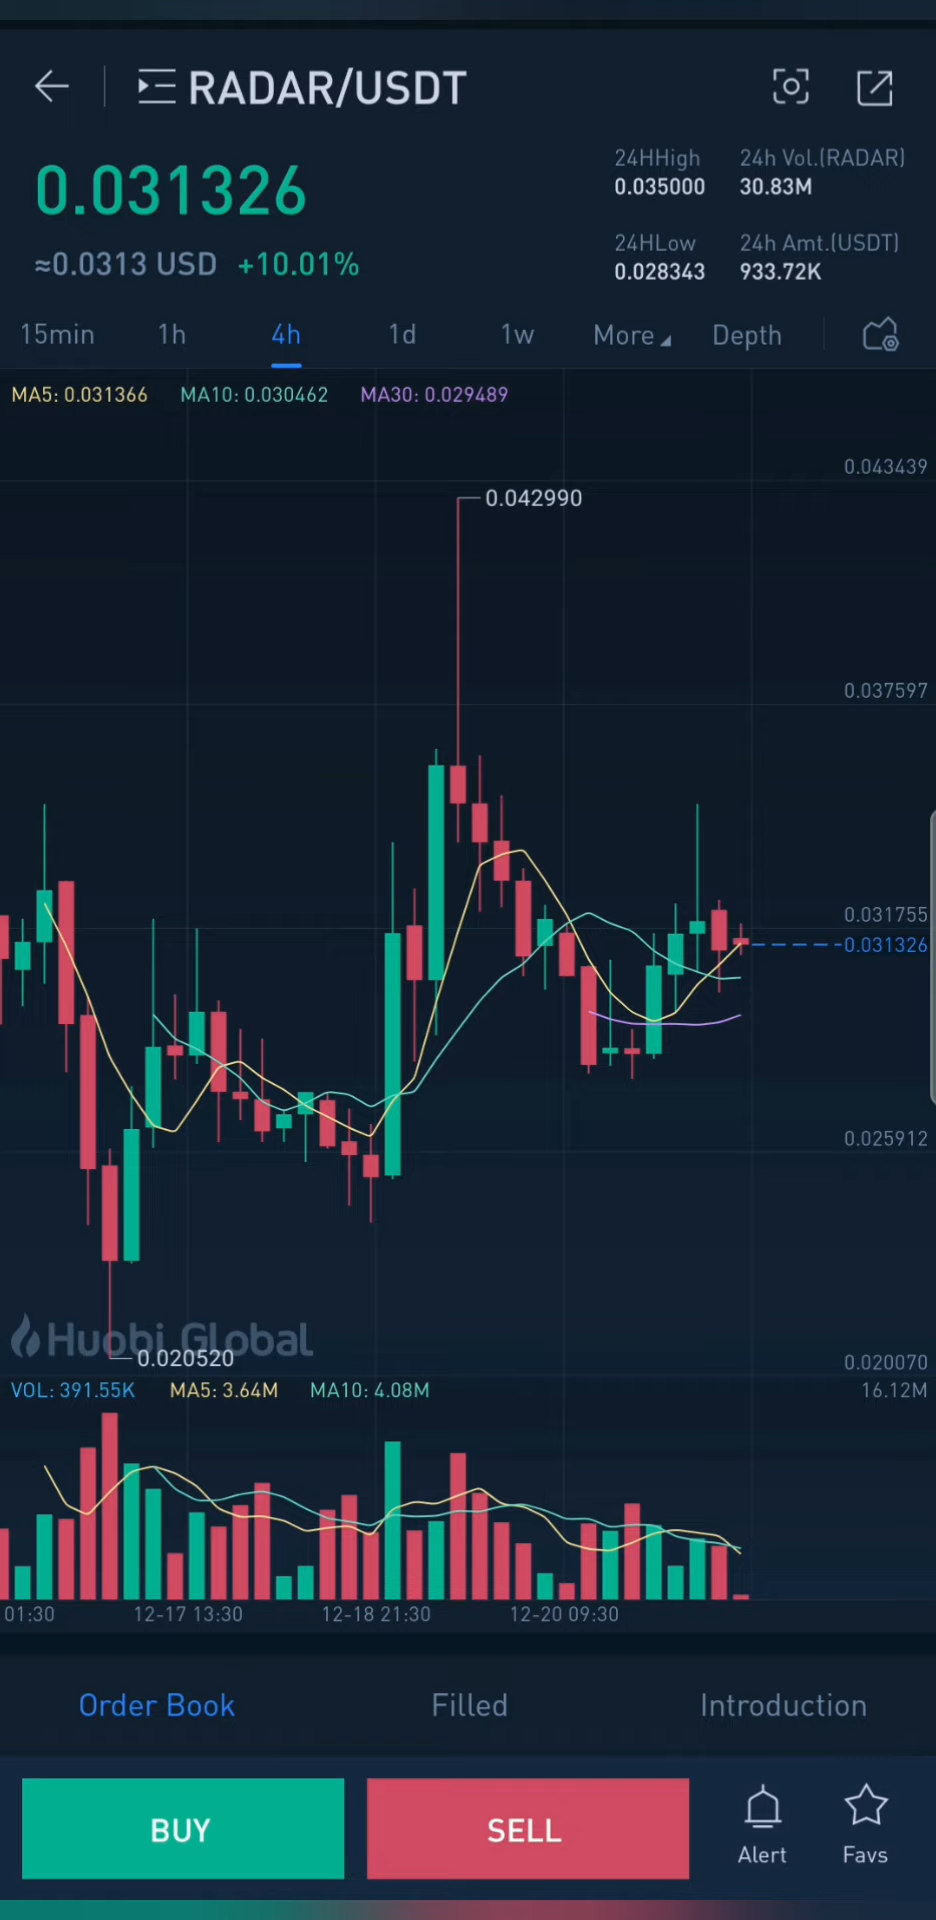 RADAR/USDT
0.031326
≈0.0313 USD +10.01%
24HHigh 24h Vol.(RADAR)
0.035000 30.83M
24HLow 24h Amt.(USDT)
0.028343 933.72K
15min 1h 4h 1d 1w More Depth
MA5: 0.031366 MA10: 0.030462 MA30: 0.029489
0.043439
0.042990
0.037597
0.031755
0.031326
0.025912
Huobi Global
0.020520
0.020070
VOL: 391.55K MA5: 3.64M MA10: 4.08M 16.12M
01:30 12-17 13:30 12-18 21:30 12-20 09:30
Order Book Filled Introduction
BUY SELL
Alert Favs